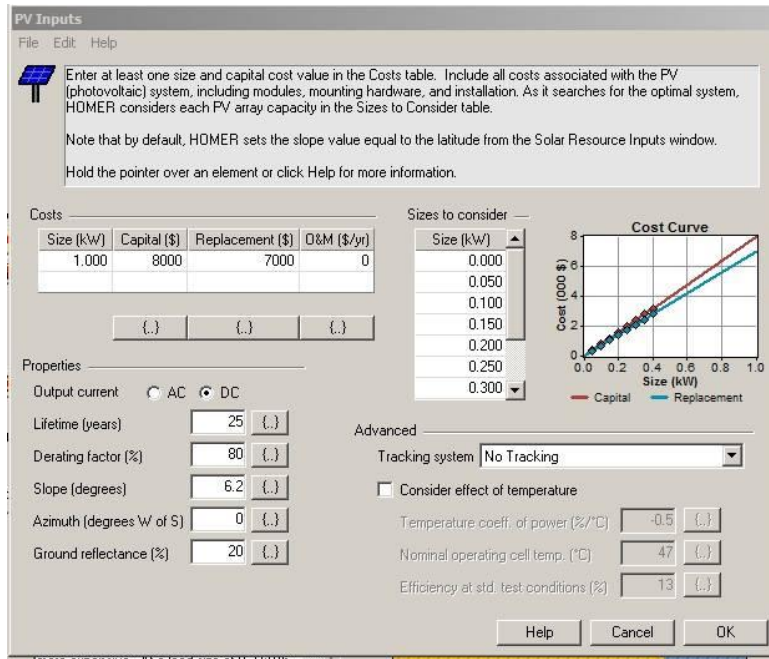 PV Inputs
File Edit Help
Enter at least one size and capital cost value in the Costs table. Include all costs associated with the PV
(photovoltaic) system, including modules, mounting hardware, and installation. As it searches for the optimal system,
HOMER considers each PV array capacity in the Sizes to Consider table.
Note that by default, HOMER sets the slope value equal to the latitude from the Solar Resource Inputs window.
Hold the pointer over an element or click Help for more information.
Costs
Size (kW) Capital ($) Replacement ($) O&M ($/yr)
1.000 8000 7000 0
{..} {..} {..}
Sizes to consider
Size (kW)
0.000
0.050
0.100
0.150
0.200
0.250
0.300
Cost Curve
Cost (000 $)
8
6
4
2
0
0.0 0.2 0.4 0.6 0.8 1.0
Size (kW)
Capital Replacement
Properties
Output current AC DC
Lifetime (years) 25 {..}
Derating factor (%) 80 {..}
Slope (degrees) 6.2 {..}
Azimuth (degrees W of S) 0 {..}
Ground reflectance (%) 20 {..}
Advanced
Tracking system No Tracking
Consider effect of temperature
Temperature coeff. of power (%/°C) -0.5 {..}
Nominal operating cell temp. (°C) 47 {..}
Efficiency at std. test conditions (%) 13 {..}
Help Cancel OK